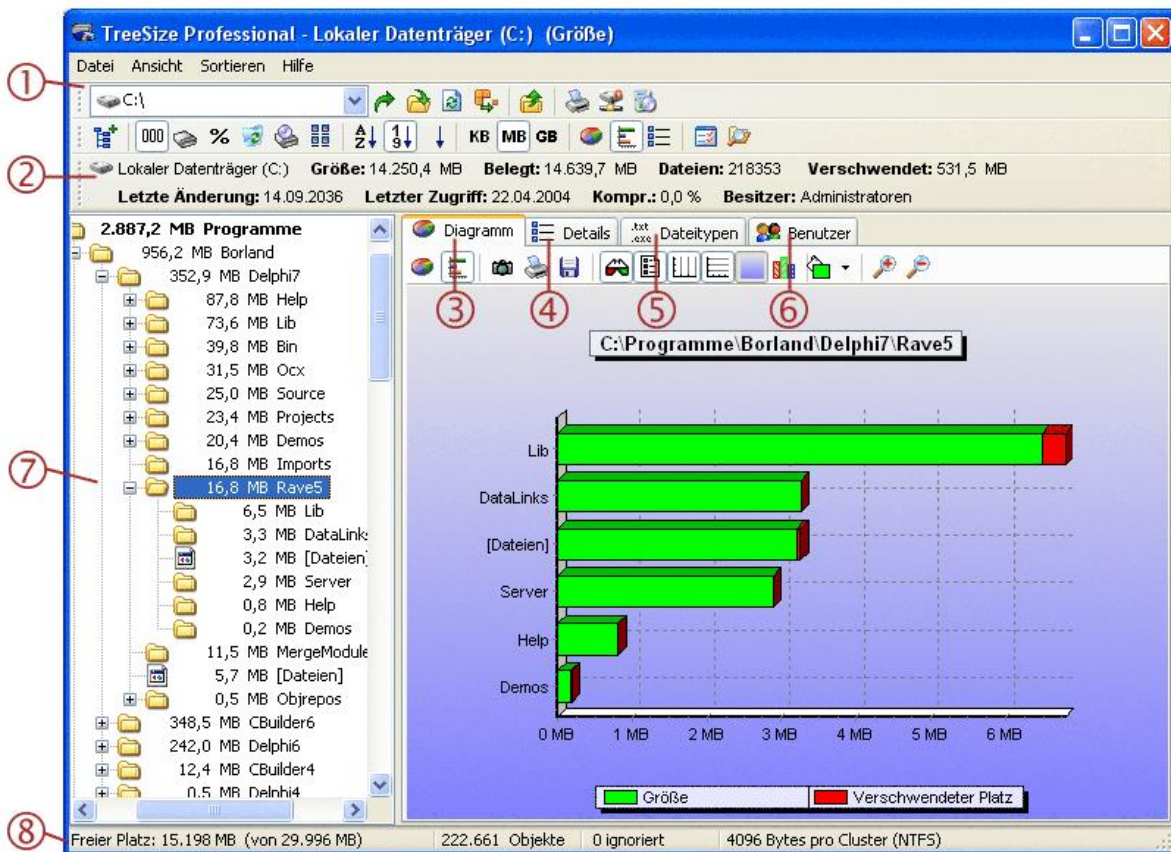 TreeSize Professional - Lokaler Datenträger (C:) (Größe)
Datei Ansicht Sortieren Hilfe
①
C:\
000 % A Z 1 9 KB MB GB
②
Lokaler Datenträger (C:) Größe: 14.250,4 MB Belegt: 14.639,7 MB Dateien: 218353 Verschwendet: 531,5 MB
Letzte Änderung: 14.09.2036 Letzter Zugriff: 22.04.2004 Kompr.: 0,0 % Besitzer: Administratoren
2.887,2 MB Programme
956,2 MB Borland
352,9 MB Delphi7
87,8 MB Help
73,6 MB Lib
39,8 MB Bin
31,5 MB Ocx
25,0 MB Source
23,4 MB Projects
20,4 MB Demos
16,8 MB Imports
⑦
16,8 MB Rave5
6,5 MB Lib
3,3 MB DataLink
3,2 MB [Dateien]
2,9 MB Server
0,8 MB Help
0,2 MB Demos
11,5 MB MergeModule
5,7 MB [Dateien]
0,5 MB Objrepos
348,5 MB CBuilder6
242,0 MB Delphi6
12,4 MB CBuilder4
0,5 MB Delphi4
Diagramm Details .txt .exe Dateitypen Benutzer
③ ④ ⑤ ⑥
C:\Programme\Borland\Delphi7\Rave5
Lib
DataLinks
[Dateien]
Server
Help
Demos
0 MB 1 MB 2 MB 3 MB 4 MB 5 MB 6 MB
Größe Verschwendeter Platz
⑧
Freier Platz: 15.198 MB (von 29.996 MB) 222.661 Objekte 0 ignoriert 4096 Bytes pro Cluster (NTFS)